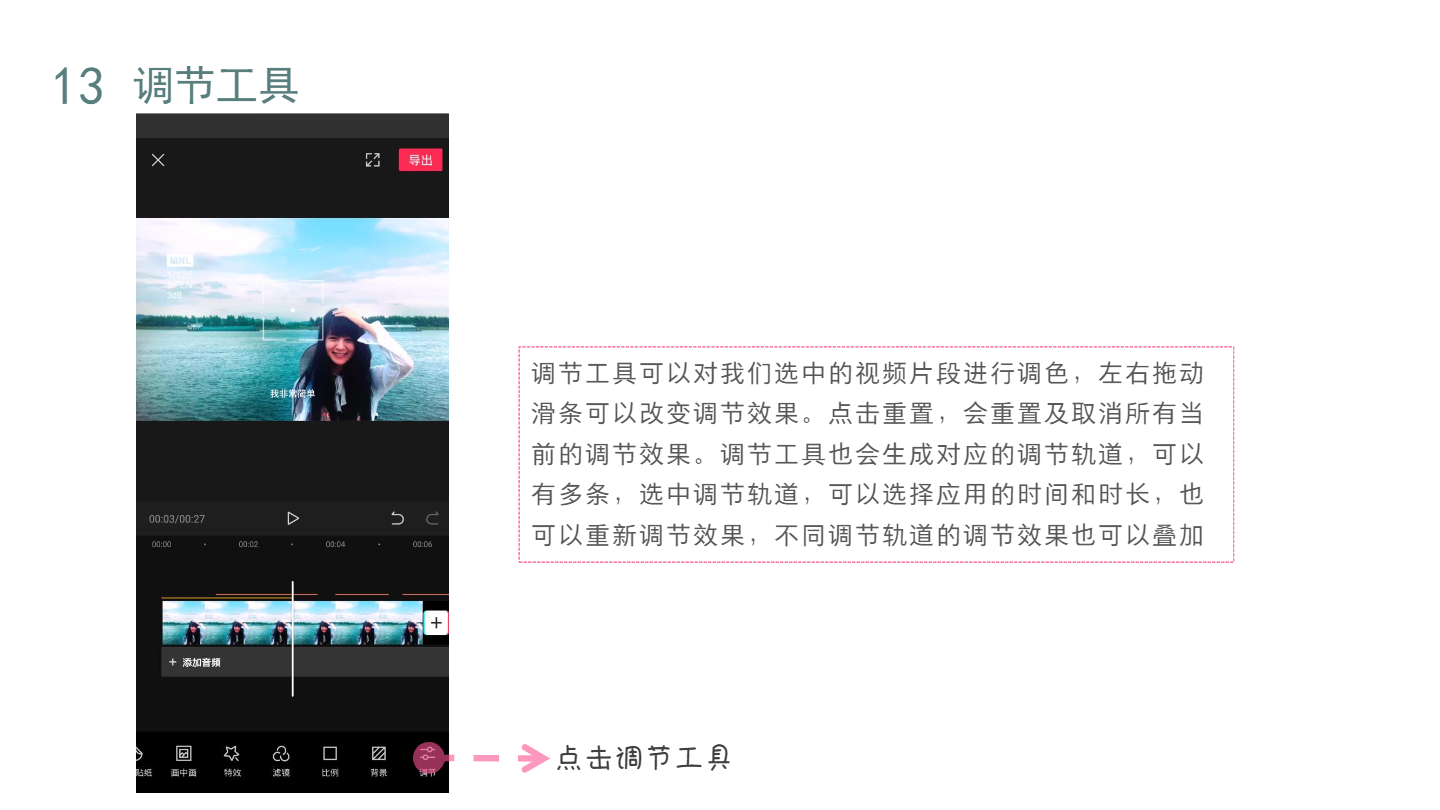 13 调节工具
导出
MNL
我非常简单
00:03/00:27
00:00 00:02 00:04 00:06
调节工具可以对我们选中的视频片段进行调色，左右拖动
滑条可以改变调节效果。点击重置，会重置及取消所有当
前的调节效果。调节工具也会生成对应的调节轨道，可以
有多条，选中调节轨道，可以选择应用的时间和时长，也
可以重新调节效果，不同调节轨道的调节效果也可以叠加
+ 添加音频
贴纸 画中画 特效 滤镜 比例 背景 调节
点击调节工具